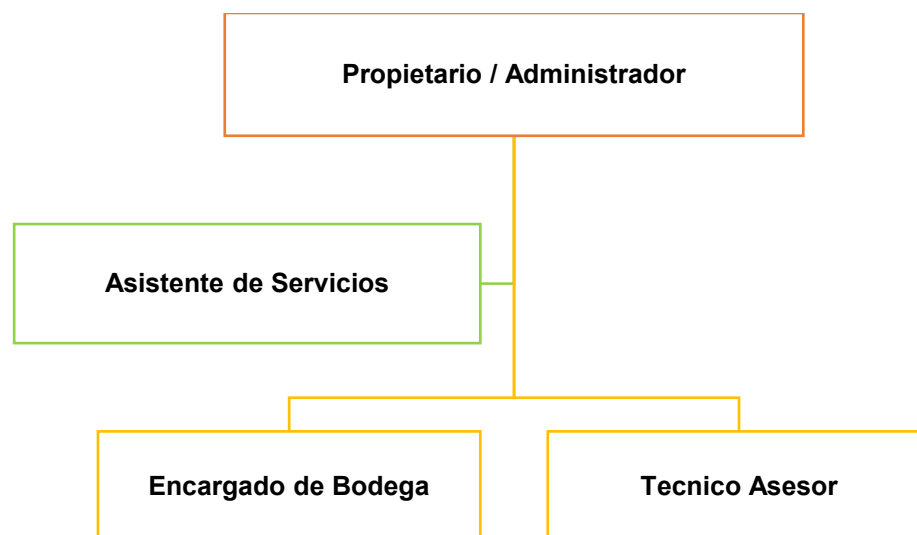 Propietario / Administrador
Asistente de Servicios
Encargado de Bodega
Tecnico Asesor